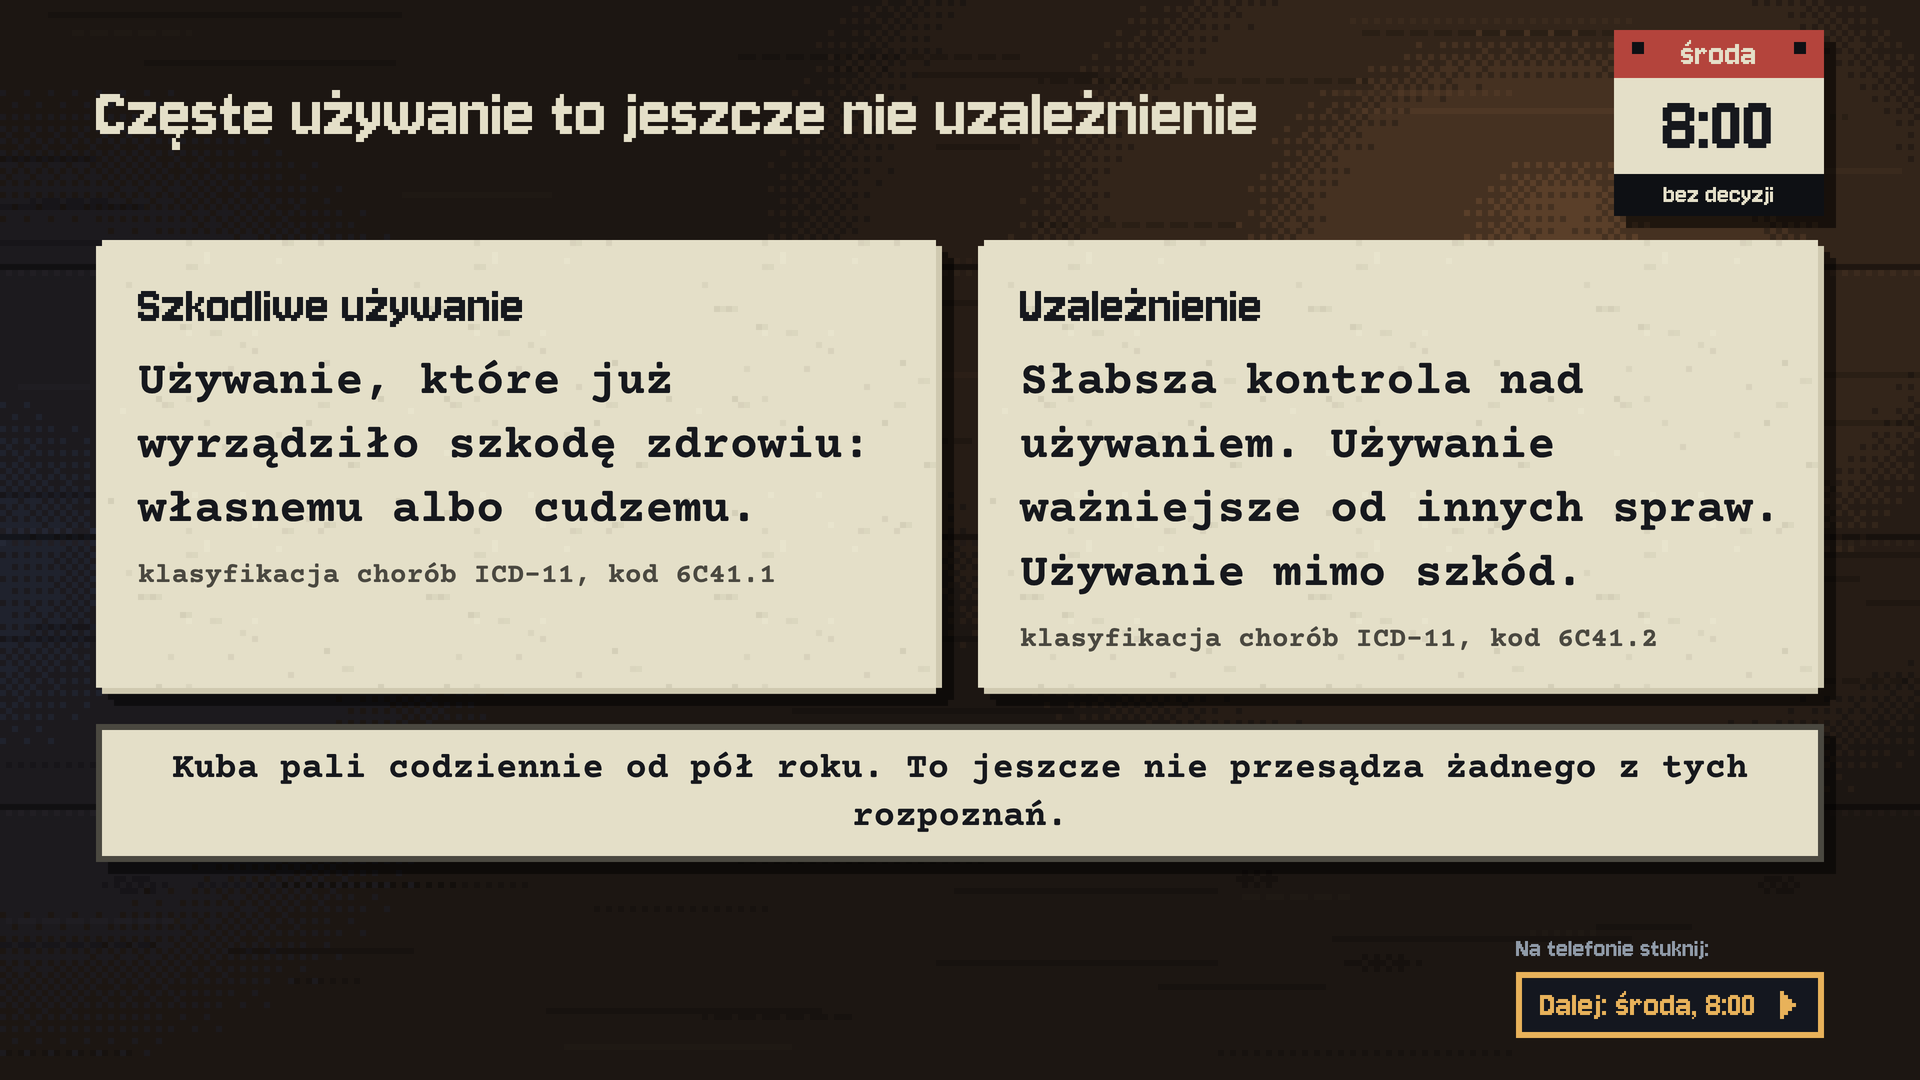 Częste używanie to jeszcze nie uzależnienie
środa
8:00
bez decyzji
Szkodliwe używanie
Używanie, które już
wyrządziło szkodę zdrowiu:
własnemu albo cudzemu.
klasyfikacja chorób ICD-11, kod 6C41.1
Uzależnienie
Słabsza kontrola nad
używaniem. Używanie
ważniejsze od innych spraw.
Używanie mimo szkód.
klasyfikacja chorób ICD-11, kod 6C41.2
Kuba pali codziennie od pół roku. To jeszcze nie przesądza żadnego z tych
rozpoznań.
Na telefonie stuknij:
Dalej: środa, 8:00